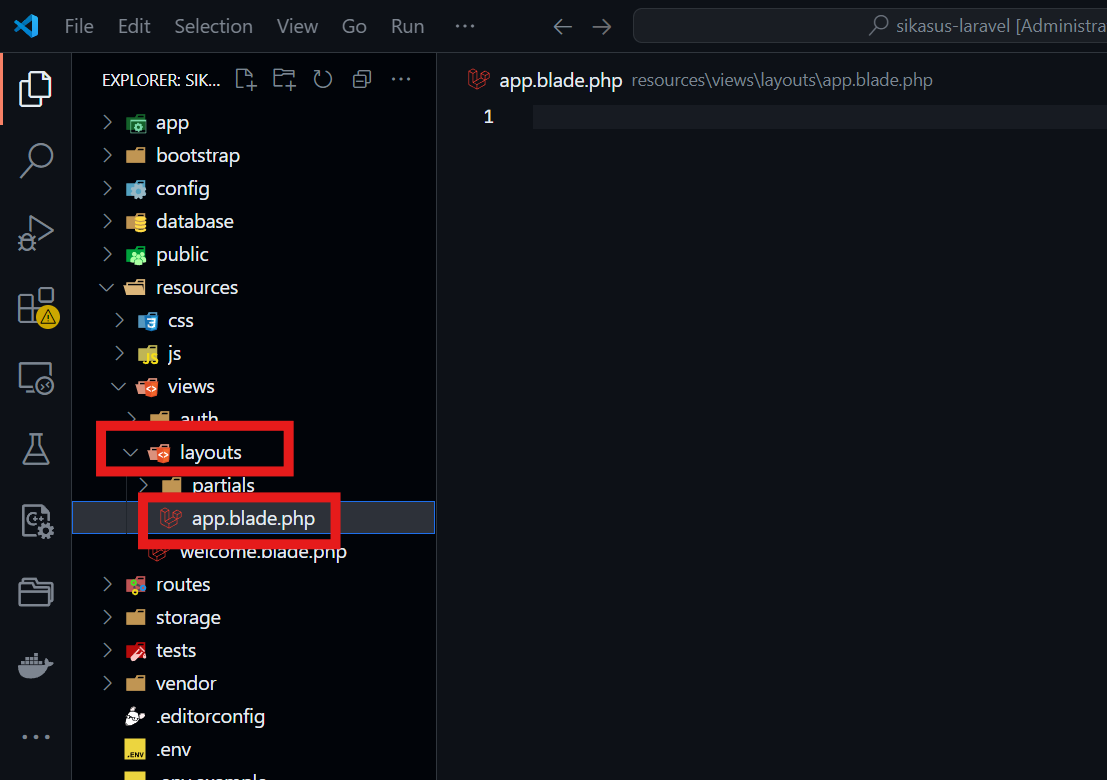 File Edit Selection View Go Run ··· sikasus-laravel [Administra
EXPLORER: SIK... ···
app.blade.php resources\views\layouts\app.blade.php
1
app
bootstrap
config
database
public
resources
css
js
views
auth
layouts
partials
app.blade.php
welcome.blade.php
routes
storage
tests
vendor
.editorconfig
.env
.env.example